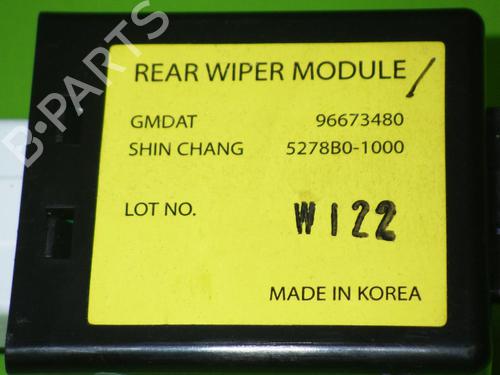 B-PARTS
REAR WIPER MODULE
GMDAT 96673480
SHIN CHANG 5278B0-1000
LOT NO. W122
MADE IN KOREA